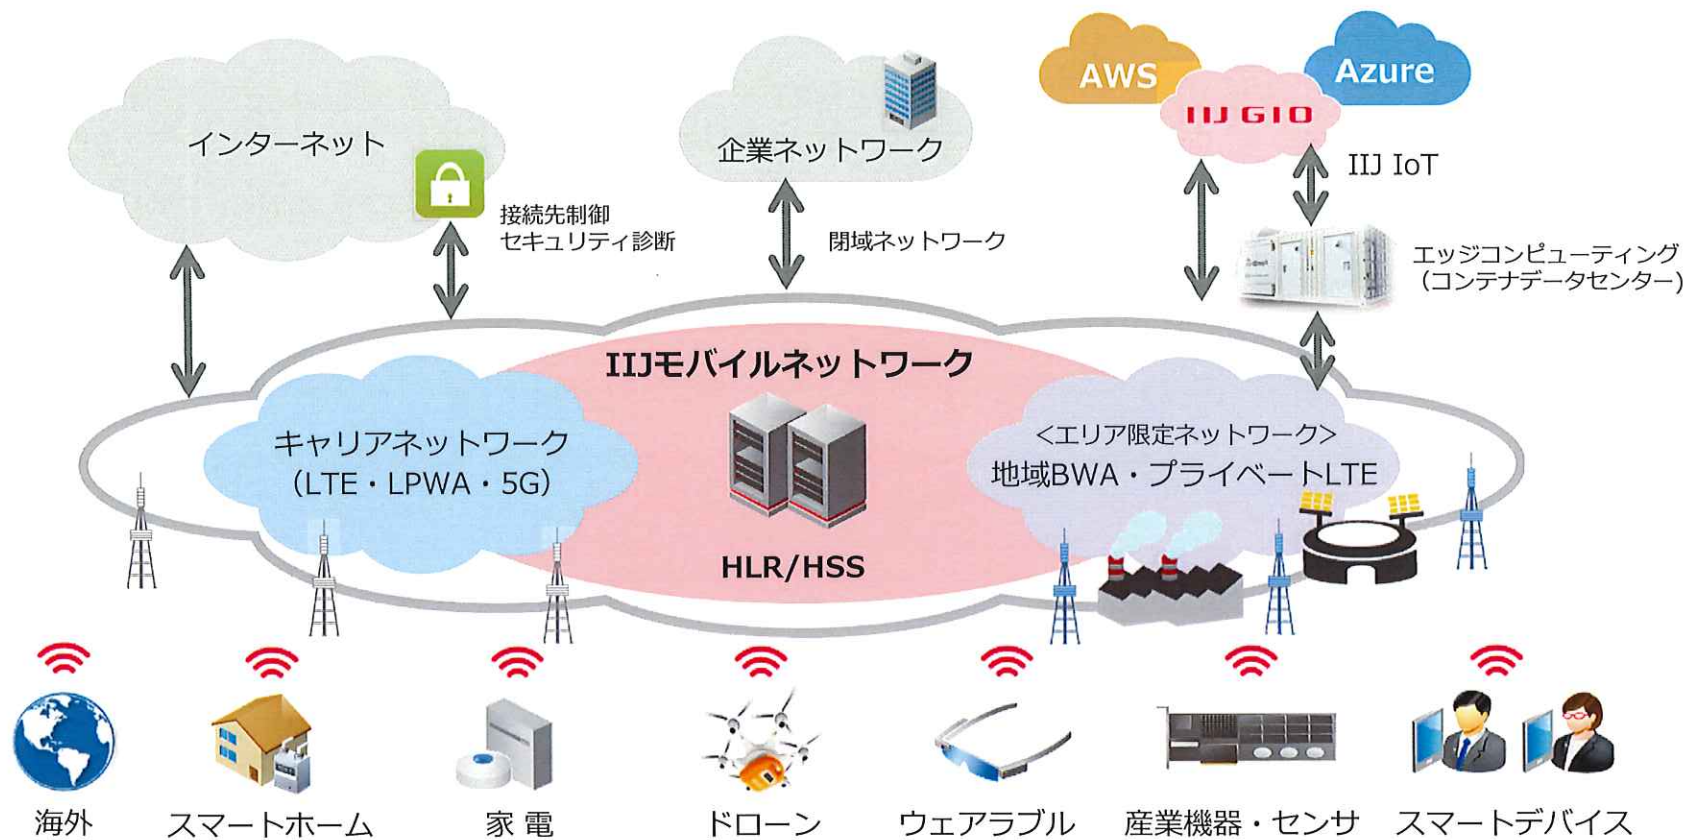 インターネット
接続先制御
セキュリティ診断
企業ネットワーク
閉域ネットワーク
AWS
Azure
IIJ GIO
IIJ IoT
エッジコンピューティング
(コンテナデータセンター)
IIJモバイルネットワーク
キャリアネットワーク
(LTE・LPWA・5G)
HLR/HSS
<エリア限定ネットワーク>
地域BWA・プライベートLTE
海外
スマートホーム
家 電
ドローン
ウェアラブル
産業機器・センサ
スマートデバイス